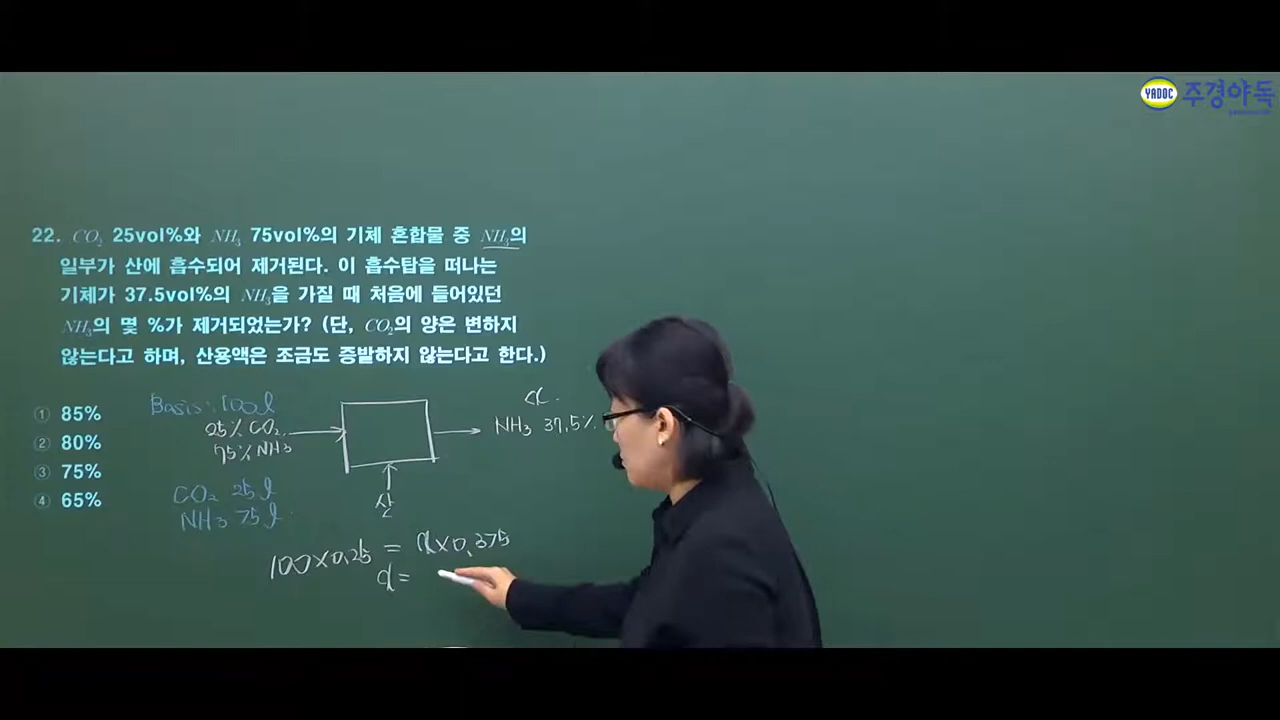 YADOC 주경야독
22. CO₂ 25vol%와 NH₃ 75vol%의 기체 혼합물 중 NH₃의
일부가 산에 흡수되어 제거된다. 이 흡수탑을 떠나는
기체가 37.5vol%의 NH₃을 가질 때 처음에 들어있던
NH₃의 몇 %가 제거되었는가? (단, CO₂의 양은 변하지
않는다고 하며, 산용액은 조금도 증발하지 않는다고 한다.)
① 85%
② 80%
③ 75%
④ 65%
Basis : 100l
25% CO₂
75% NH₃
산
NH₃ 37.5%
CO₂ 25l
NH₃ 75l
100×0.25 = x×0.375
x =